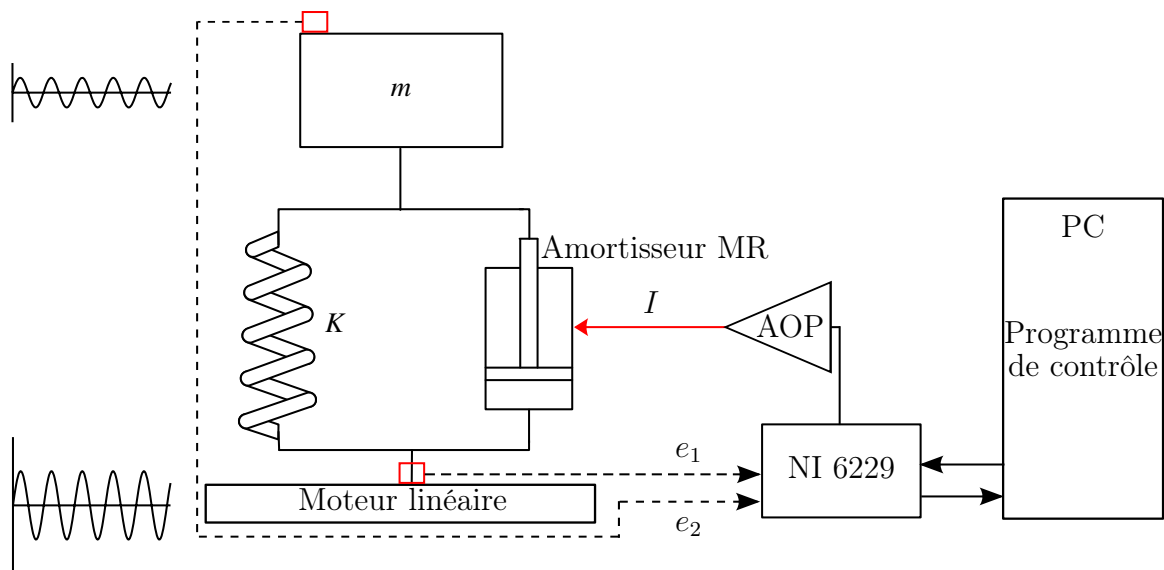 m
PC
Amortisseur MR
I
K
AOP
Programme
de contrôle
e1
NI 6229
Moteur linéaire
e2